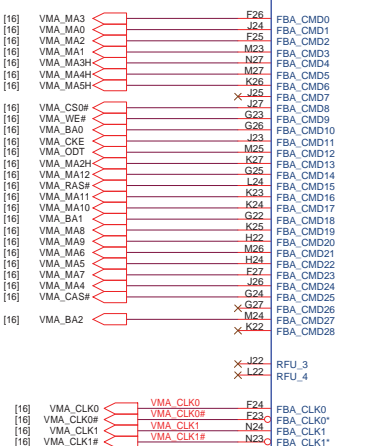 [16] VMA_MA3 F26 FBA_CMD0
[16] VMA_MA0 J24 FBA_CMD1
[16] VMA_MA2 F25 FBA_CMD2
[16] VMA_MA1 M23 FBA_CMD3
[16] VMA_MA3H N27 FBA_CMD4
[16] VMA_MA4H M27 FBA_CMD5
[16] VMA_MA5H K26 FBA_CMD6
J25 FBA_CMD7
[16] VMA_CS0# J27 FBA_CMD8
[16] VMA_WE# G23 FBA_CMD9
[16] VMA_BA0 G26 FBA_CMD10
[16] VMA_CKE J23 FBA_CMD11
[16] VMA_ODT M25 FBA_CMD12
[16] VMA_MA2H K27 FBA_CMD13
[16] VMA_MA12 G25 FBA_CMD14
[16] VMA_RAS# L24 FBA_CMD15
[16] VMA_MA11 K23 FBA_CMD16
[16] VMA_MA10 K24 FBA_CMD17
[16] VMA_BA1 G22 FBA_CMD18
[16] VMA_MA8 K25 FBA_CMD19
[16] VMA_MA9 H22 FBA_CMD20
[16] VMA_MA6 M26 FBA_CMD21
[16] VMA_MA5 H24 FBA_CMD22
[16] VMA_MA7 F27 FBA_CMD23
[16] VMA_MA4 J26 FBA_CMD24
[16] VMA_CAS# G24 FBA_CMD25
G27 FBA_CMD26
[16] VMA_BA2 M24 FBA_CMD27
K22 FBA_CMD28
J22 RFU_3
L22 RFU_4
[16] VMA_CLK0 VMA_CLK0 F24 FBA_CLK0
[16] VMA_CLK0# VMA_CLK0# F23 FBA_CLK0*
[16] VMA_CLK1 VMA_CLK1 N24 FBA_CLK1
[16] VMA_CLK1# VMA_CLK1# N23 FBA_CLK1*